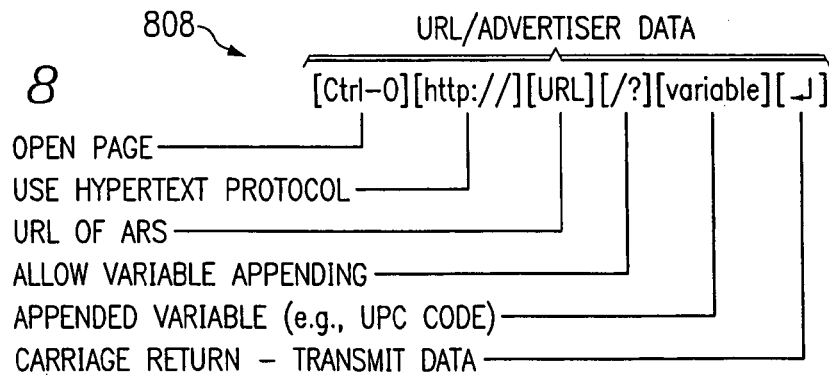 808
URL/ADVERTISER DATA
8
[Ctrl-O][http://][URL][/?][variable][↵]
OPEN PAGE
USE HYPERTEXT PROTOCOL
URL OF ARS
ALLOW VARIABLE APPENDING
APPENDED VARIABLE (e.g., UPC CODE)
CARRIAGE RETURN - TRANSMIT DATA